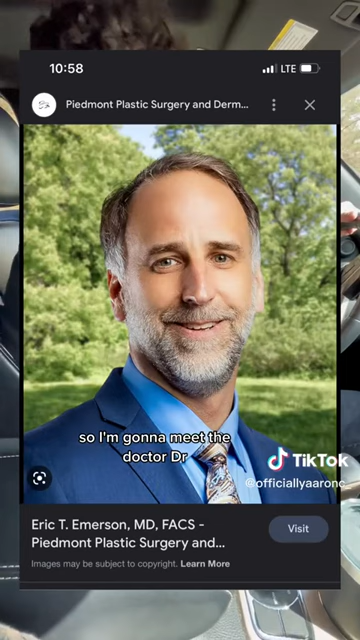 10:58
LTE
Piedmont Plastic Surgery and Derm...
so I'm gonna meet the
doctor Dr
TikTok
@officiallyaaronc
Eric T. Emerson, MD, FACS -
Piedmont Plastic Surgery and...
Visit
Images may be subject to copyright. Learn More